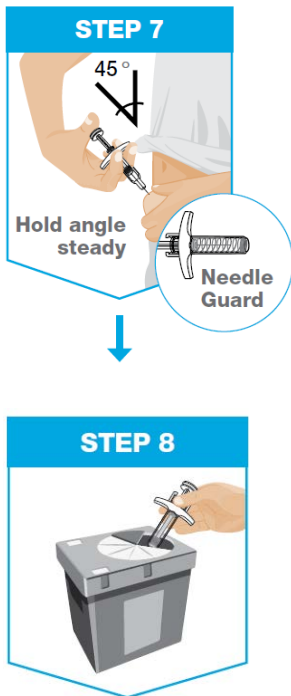 STEP 7
45°
Hold angle
steady
Needle
Guard
STEP 8